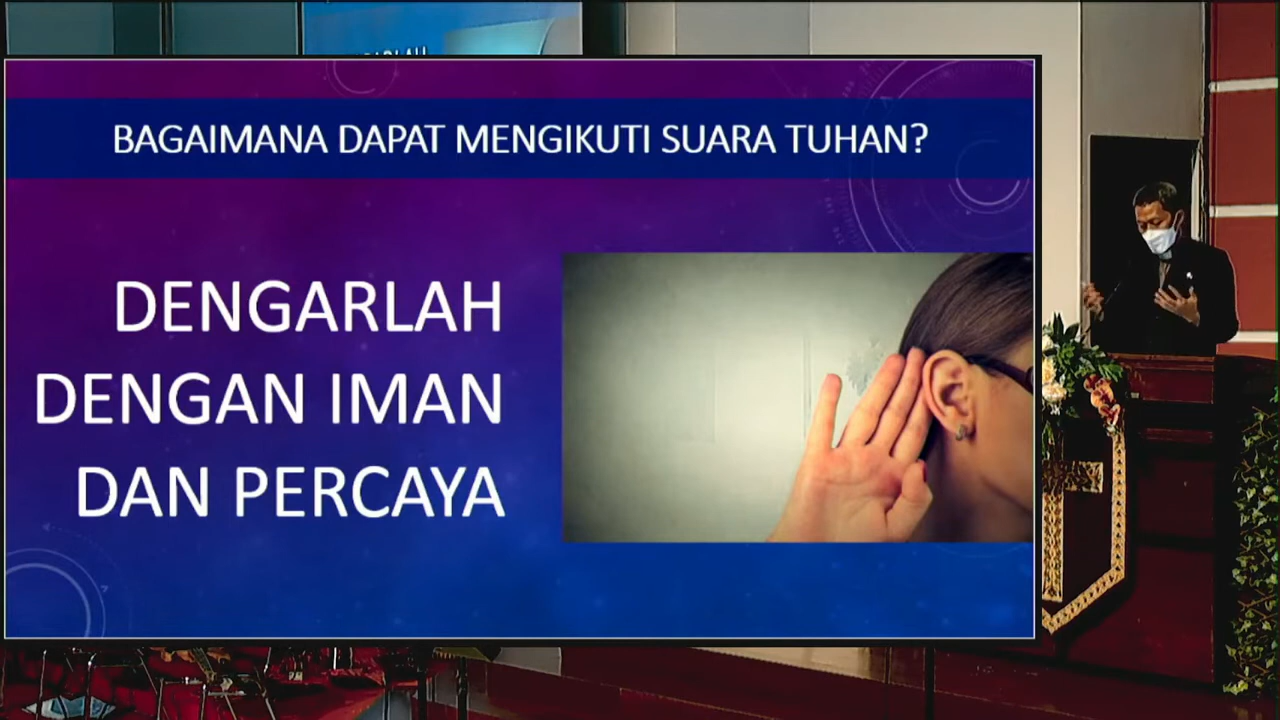 BAGAIMANA DAPAT MENGIKUTI SUARA TUHAN?
DENGARLAH
DENGAN IMAN
DAN PERCAYA